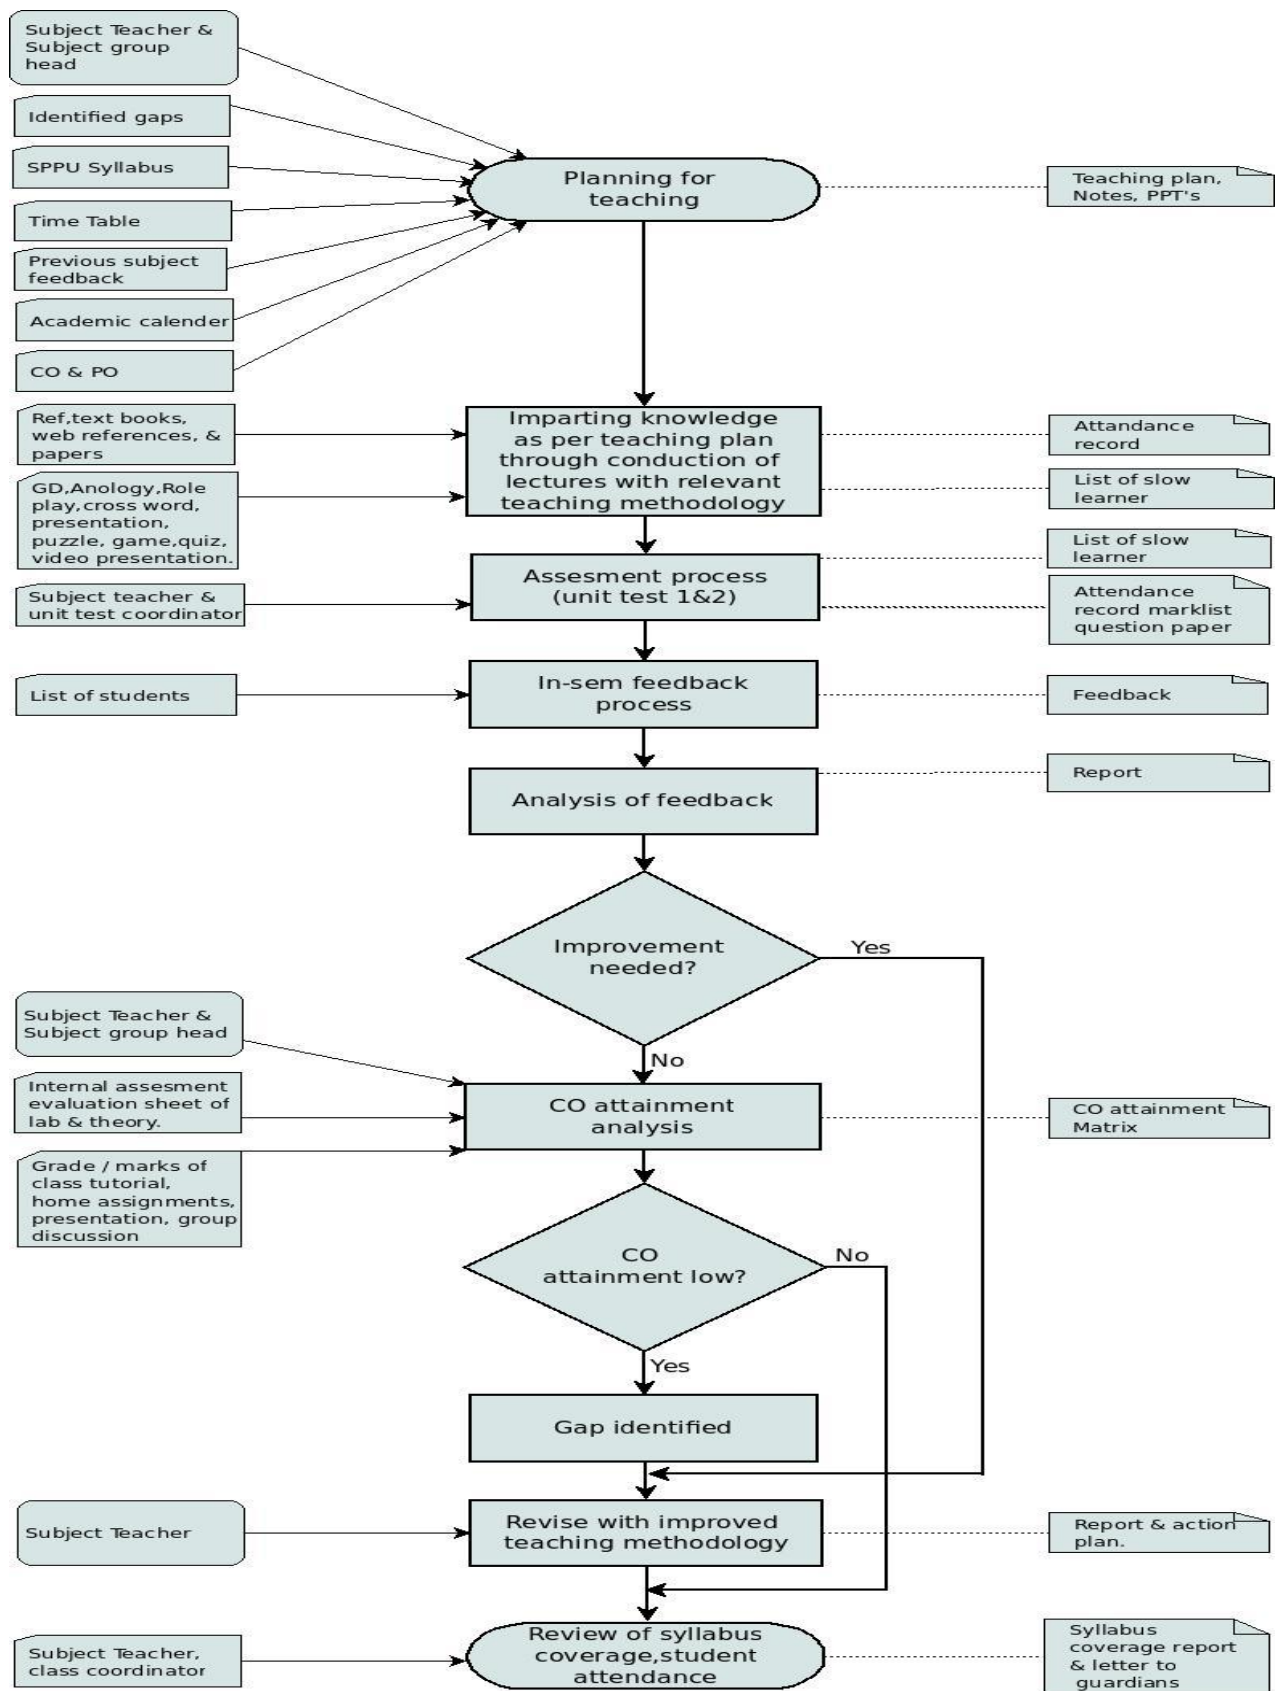 Subject Teacher &
Subject group
head
Identified gaps
SPPU Syllabus
Time Table
Previous subject
feedback
Academic calender
CO & PO
Planning for
teaching
Teaching plan,
Notes, PPT's
Ref,text books,
web references, &
papers
GD,Anology,Role
play,cross word,
presentation,
puzzle, game,quiz,
video presentation.
Imparting knowledge
as per teaching plan
through conduction of
lectures with relevant
teaching methodology
Attandance
record
List of slow
learner
Subject teacher &
unit test coordinator
Assesment process
(unit test 1&2)
List of slow
learner
Attendance
record marklist
question paper
List of students
In-sem feedback
process
Feedback
Analysis of feedback
Report
Improvement
needed?
Yes
No
Subject Teacher &
Subject group head
Internal assesment
evaluation sheet of
lab & theory.
Grade / marks of
class tutorial,
home assignments,
presentation, group
discussion
CO attainment
analysis
CO attainment
Matrix
CO
attainment low?
No
Yes
Gap identified
Subject Teacher
Revise with improved
teaching methodology
Report & action
plan.
Subject Teacher,
class coordinator
Review of syllabus
coverage,student
attendance
Syllabus
coverage report
& letter to
guardians